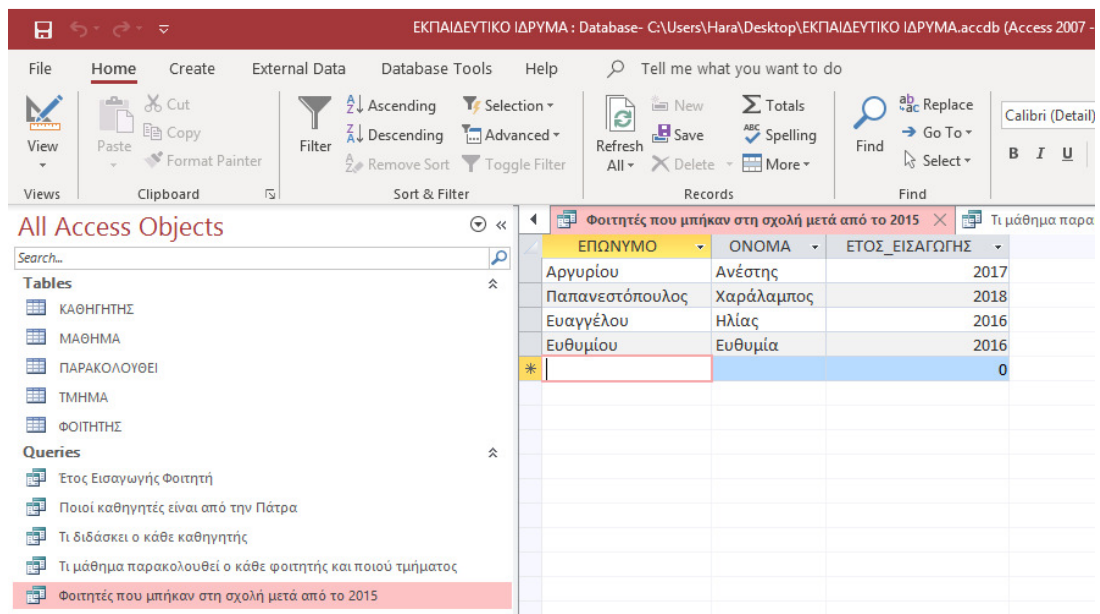 ΕΚΠΑΙΔΕΥΤΙΚΟ ΙΔΡΥΜΑ : Database- C:\Users\Hara\Desktop\ΕΚΠΑΙΔΕΥΤΙΚΟ ΙΔΡΥΜΑ.accdb (Access 2007 -
File Home Create External Data Database Tools Help Tell me what you want to do
View
Paste
Cut
Copy
Format Painter
Filter
Ascending
Descending
Remove Sort
Selection
Advanced
Toggle Filter
Refresh
All
New
Save
Delete
Totals
Spelling
More
Find
Replace
Go To
Select
Calibri (Detail)
B I U
Views Clipboard Sort & Filter Records Find
All Access Objects
Search...
Tables
ΚΑΘΗΓΗΤΗΣ
ΜΑΘΗΜΑ
ΠΑΡΑΚΟΛΟΥΘΕΙ
ΤΜΗΜΑ
ΦΟΙΤΗΤΗΣ
Queries
Έτος Εισαγωγής Φοιτητή
Ποιοί καθηγητές είναι από την Πάτρα
Τι διδάσκει ο κάθε καθηγητής
Τι μάθημα παρακολουθεί ο κάθε φοιτητής και ποιού τμήματος
Φοιτητές που μπήκαν στη σχολή μετά από το 2015
Φοιτητές που μπήκαν στη σχολή μετά από το 2015 Τι μάθημα παρα
ΕΠΩΝΥΜΟ ΟΝΟΜΑ ΕΤΟΣ_ΕΙΣΑΓΩΓΗΣ
Αργυρίου Ανέστης 2017
Παπανεστόπουλος Χαράλαμπος 2018
Ευαγγέλου Ηλίας 2016
Ευθυμίου Ευθυμία 2016
0